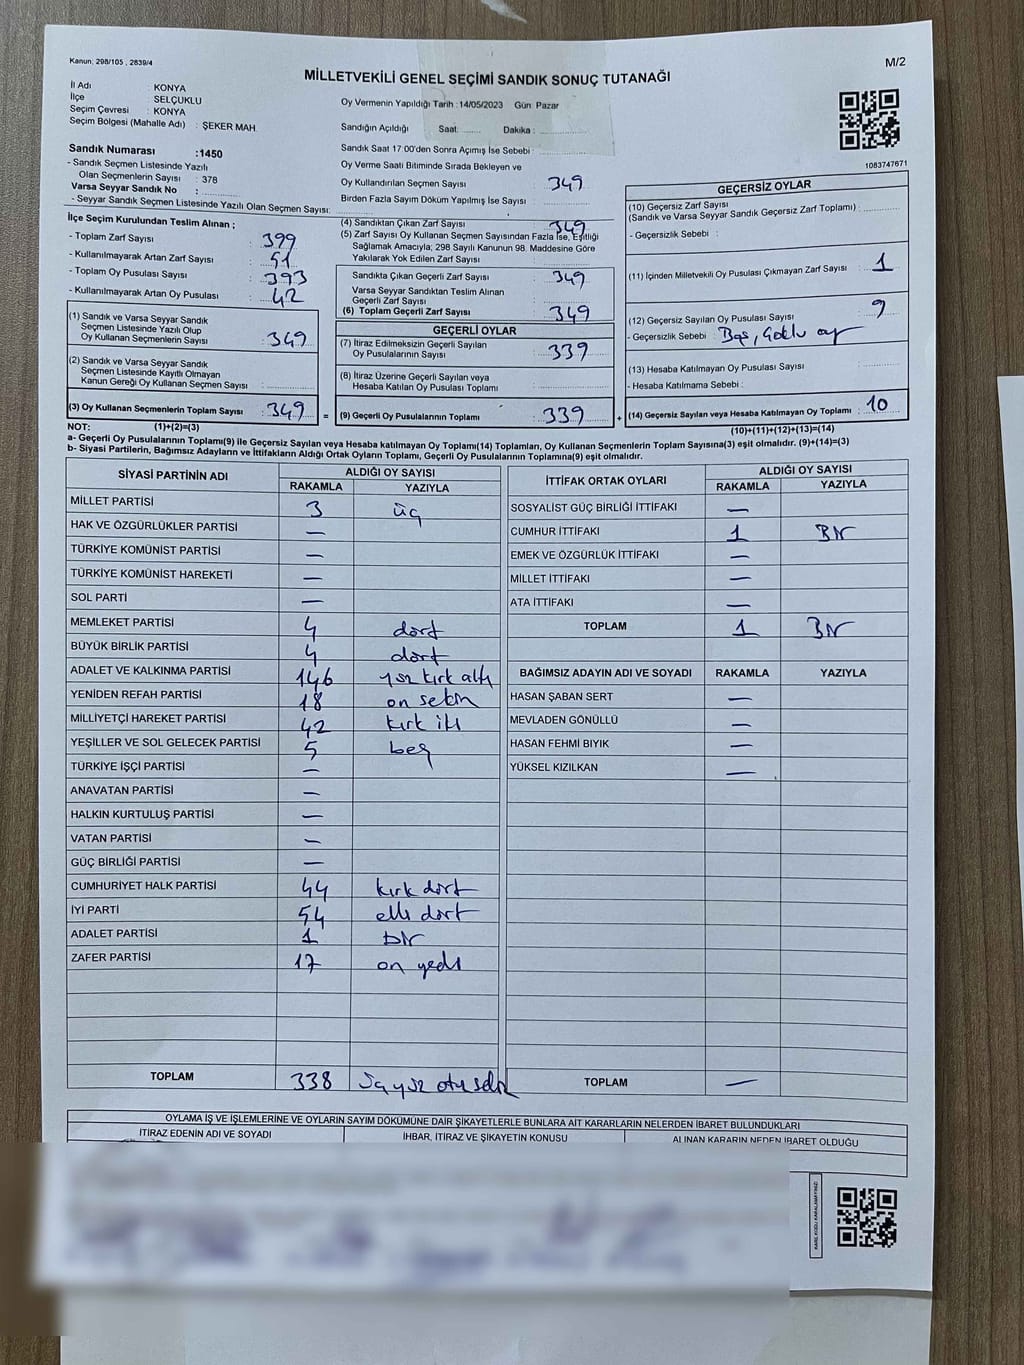 Kanun, 298/105 , 2839/4
M/2
MİLLETVEKİLİ GENEL SEÇİMİ SANDIK SONUÇ TUTANAĞI
İl Adı : KONYA
İlçe : SELÇUKLU
Seçim Çevresi : KONYA
Seçim Bölgesi (Mahalle Adı) : ŞEKER MAH.
Sandık Numarası :1450
- Sandık Seçmen Listesinde Yazılı
Olan Seçmenlerin Sayısı : 378
Varsa Seyyar Sandık No :
- Seyyar Sandık Seçmen Listesinde Yazılı Olan Seçmen Sayısı:
Oy Vermenin Yapıldığı Tarih :14/05/2023 Gün: Pazar
Sandığın Açıldığı Saat: Dakika :
Sandık Saat 17:00'den Sonra Açımış İse Sebebi :
Oy Verme Saati Bitiminde Sırada Bekleyen ve
Oy Kullandırılan Seçmen Sayısı : 349
Birden Fazla Sayım Döküm Yapılmış İse Sayısı :
1083747671
İlçe Seçim Kurulundan Teslim Alınan ;
- Toplam Zarf Sayısı : 399
- Kullanılmayarak Artan Zarf Sayısı : 51
- Toplam Oy Pusulası Sayısı : 393
- Kullanılmayarak Artan Oy Pusulası : 42
(1) Sandık ve Varsa Seyyar Sandık
Seçmen Listesinde Yazılı Olup
Oy Kullanan Seçmenlerin Sayısı : 349
(2) Sandık ve Varsa Seyyar Sandık
Seçmen Listesinde Kayıtlı Olmayan
Kanun Gereği Oy Kullanan Seçmen Sayısı :
(3) Oy Kullanan Seçmenlerin Toplam Sayısı : 349 =
(4) Sandıktan Çıkan Zarf Sayısı : 349
(5) Zarf Sayısı Oy Kullanan Seçmen Sayısından Fazla İse, Eşitliği
Sağlamak Amacıyla; 298 Sayılı Kanunun 98. Maddesine Göre
Yakılarak Yok Edilen Zarf Sayısı :
Sandıkta Çıkan Geçerli Zarf Sayısı : 349
Varsa Seyyar Sandıktan Teslim Alınan
Geçerli Zarf Sayısı :
(6) Toplam Geçerli Zarf Sayısı : 349
GEÇERLİ OYLAR
(7) İtiraz Edilmeksizin Geçerli Sayılan
Oy Pusulalarının Sayısı : 339
(8) İtiraz Üzerine Geçerli Sayılan veya
Hesaba Katılan Oy Pusulası Toplamı :
(9) Geçerli Oy Pusulalarının Toplamı : 339 +
GEÇERSİZ OYLAR
(10) Geçersiz Zarf Sayısı
(Sandık ve Varsa Seyyar Sandık Geçersiz Zarf Toplamı) :
- Geçersizlik Sebebi :
(11) İçinden Milletvekili Oy Pusulası Çıkmayan Zarf Sayısı : 1
(12) Geçersiz Sayılan Oy Pusulası Sayısı : 9
- Geçersizlik Sebebi : Boş, Çoklu oy
(13) Hesaba Katılmayan Oy Pusulası Sayısı :
- Hesaba Katılmama Sebebi :
(14) Geçersiz Sayılan veya Hesaba Katılmayan Oy Toplamı : 10
NOT: (1)+(2)=(3) (10)+(11)+(12)+(13)=(14)
a- Geçerli Oy Pusulalarının Toplamı(9) ile Geçersiz Sayılan veya Hesaba katılmayan Oy Toplamı(14) Toplamları, Oy Kullanan Seçmenlerin Toplam Sayısına(3) eşit olmalıdır. (9)+(14)=(3)
b- Siyasi Partilerin, Bağımsız Adayların ve İttifakların Aldığı Ortak Oyların Toplamı, Geçerli Oy Pusulalarının Toplamına(9) eşit olmalıdır.
SİYASİ PARTİNİN ADI ALDIĞI OY SAYISI
RAKAMLA YAZIYLA
MİLLET PARTİSİ 3 üç
HAK VE ÖZGÜRLÜKLER PARTİSİ —
TÜRKİYE KOMÜNİST PARTİSİ —
TÜRKİYE KOMÜNİST HAREKETİ —
SOL PARTİ —
MEMLEKET PARTİSİ 4 dört
BÜYÜK BİRLİK PARTİSİ 4 dört
ADALET VE KALKINMA PARTİSİ 146 yüz kırk altı
YENİDEN REFAH PARTİSİ 18 on sekiz
MİLLİYETÇİ HAREKET PARTİSİ 42 kırk iki
YEŞİLLER VE SOL GELECEK PARTİSİ 5 beş
TÜRKİYE İŞÇİ PARTİSİ —
ANAVATAN PARTİSİ —
HALKIN KURTULUŞ PARTİSİ —
VATAN PARTİSİ —
GÜÇ BİRLİĞİ PARTİSİ —
CUMHURİYET HALK PARTİSİ 44 kırk dört
İYİ PARTİ 54 elli dört
ADALET PARTİSİ 1 bir
ZAFER PARTİSİ 17 on yedi
TOPLAM 338 üçyüz otuz sekiz
İTTİFAK ORTAK OYLARI ALDIĞI OY SAYISI
RAKAMLA YAZIYLA
SOSYALİST GÜÇ BİRLİĞİ İTTİFAKI —
CUMHUR İTTİFAKI 1 Bir
EMEK VE ÖZGÜRLÜK İTTİFAKI —
MİLLET İTTİFAKI —
ATA İTTİFAKI —
TOPLAM 1 Bir
BAĞIMSIZ ADAYIN ADI VE SOYADI RAKAMLA YAZIYLA
HASAN ŞABAN SERT —
MEVLADEN GÖNÜLLÜ —
HASAN FEHMİ BIYIK —
YÜKSEL KIZILKAN —
TOPLAM —
OYLAMA İŞ VE İŞLEMLERİNE VE OYLARIN SAYIM DÖKÜMÜNE DAİR ŞİKAYETLERLE BUNLARA AİT KARARLARIN NELERDEN İBARET BULUNDUKLARI
İTİRAZ EDENİN ADI VE SOYADI İHBAR, İTİRAZ VE ŞİKAYETİN KONUSU ALINAN KARARIN NEDEN İBARET OLDUĞU
KARE KODU KARALAMAYINIZ!